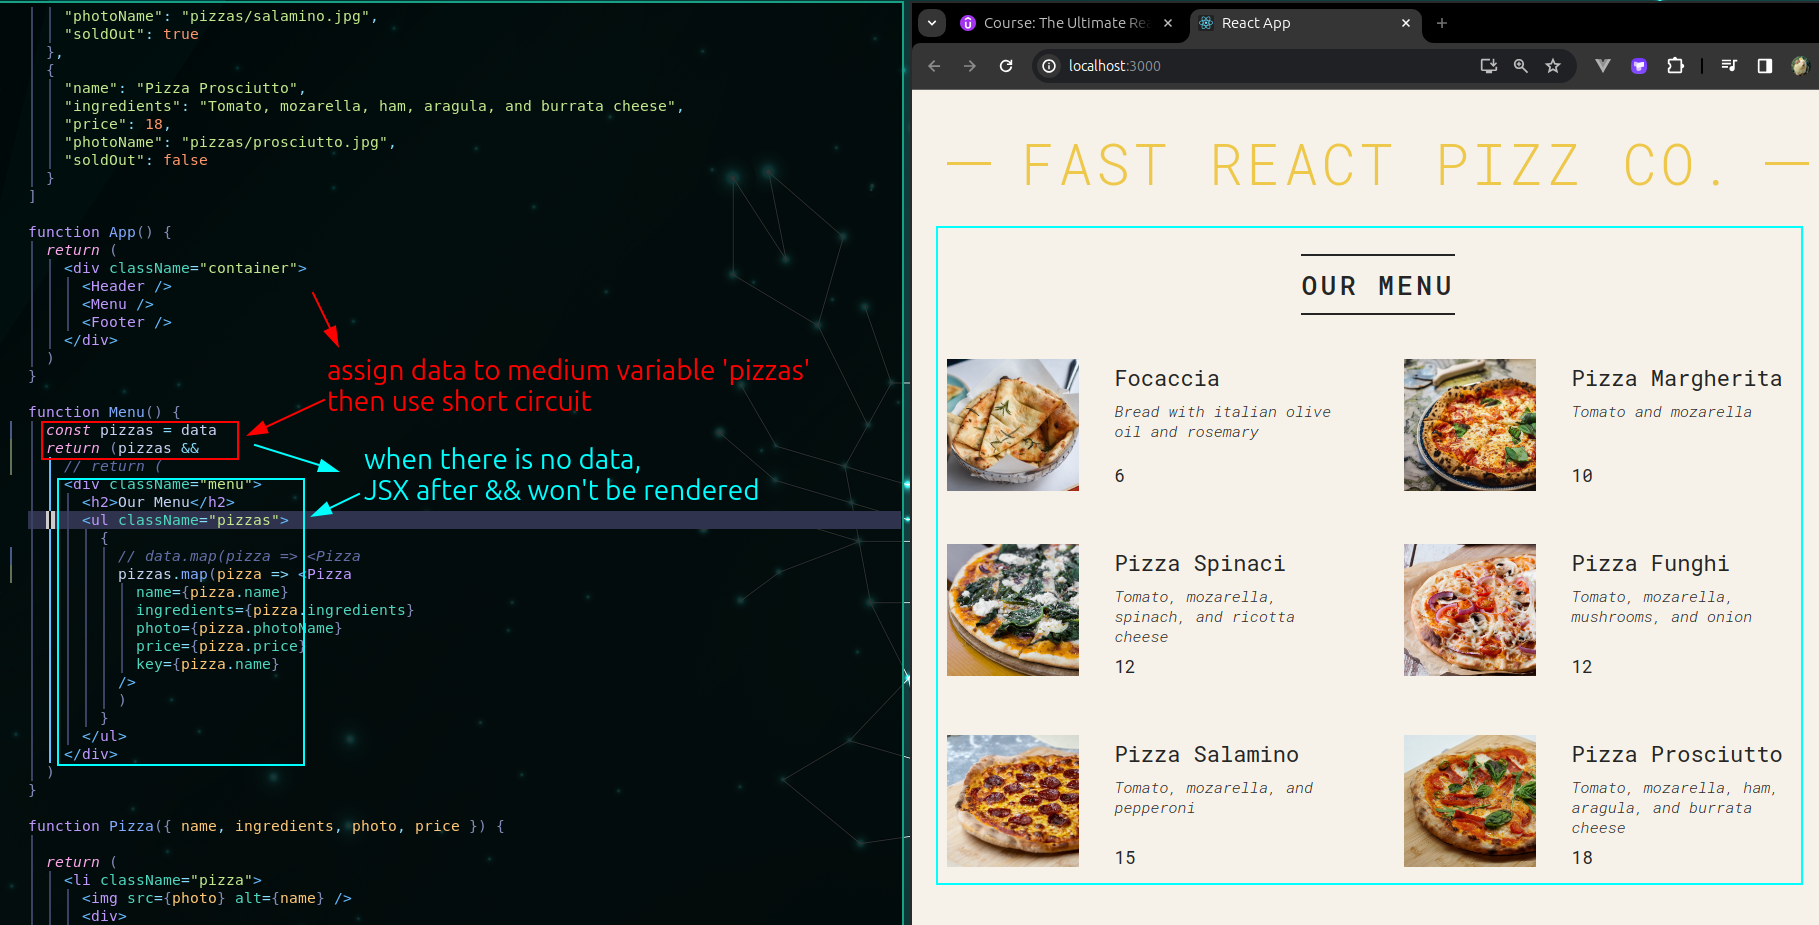 "photoName": "pizzas/salamino.jpg",
"soldOut": true
},
{
"name": "Pizza Prosciutto",
"ingredients": "Tomato, mozarella, ham, aragula, and burrata cheese",
"price": 18,
"photoName": "pizzas/prosciutto.jpg",
"soldOut": false
}
]
function App() {
return (
<div className="container">
<Header />
<Menu />
<Footer />
</div>
)
}
assign data to medium variable 'pizzas'
then use short circuit
function Menu() {
const pizzas = data
return (pizzas &&
// return (
when there is no data,
JSX after && won't be rendered
<div className="menu">
<h2>Our Menu</h2>
<ul className="pizzas">
{
// data.map(pizza => <Pizza
pizzas.map(pizza => <Pizza
name={pizza.name}
ingredients={pizza.ingredients}
photo={pizza.photoName}
price={pizza.price}
key={pizza.name}
/>
)
}
</ul>
</div>
)
}
function Pizza({ name, ingredients, photo, price }) {
return (
<li className="pizza">
<img src={photo} alt={name} />
<div>
Course: The Ultimate Re
React App
localhost:3000
FAST REACT PIZZ CO.
OUR MENU
Focaccia
Bread with italian olive
oil and rosemary
6
Pizza Margherita
Tomato and mozarella
10
Pizza Spinaci
Tomato, mozarella,
spinach, and ricotta
cheese
12
Pizza Funghi
Tomato, mozarella,
mushrooms, and onion
12
Pizza Salamino
Tomato, mozarella, and
pepperoni
15
Pizza Prosciutto
Tomato, mozarella, ham,
aragula, and burrata
cheese
18